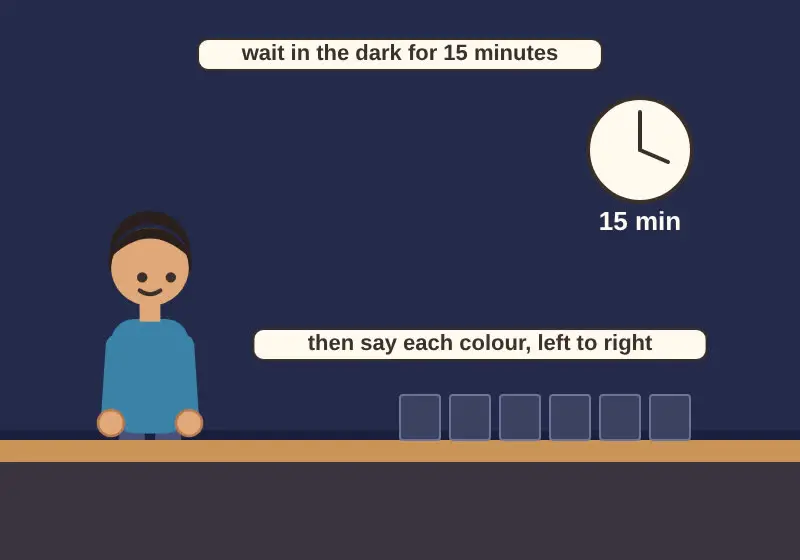 wait in the dark for 15 minutes
15 min
then say each colour, left to right